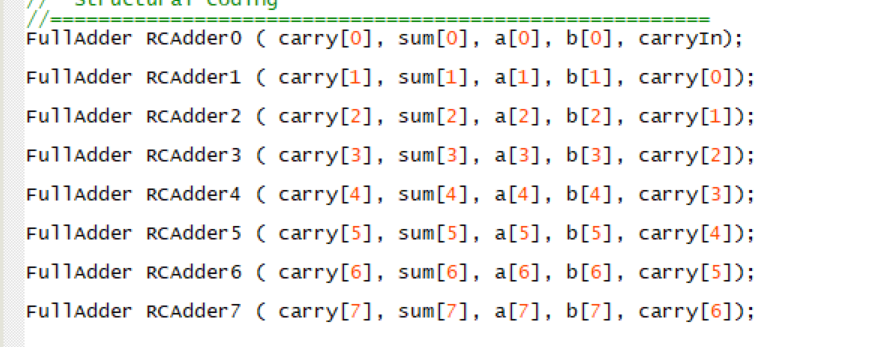 // Structural Coding
//=======================================================
FullAdder RCAdder0 ( carry[0], sum[0], a[0], b[0], carryIn);
FullAdder RCAdder1 ( carry[1], sum[1], a[1], b[1], carry[0]);
FullAdder RCAdder2 ( carry[2], sum[2], a[2], b[2], carry[1]);
FullAdder RCAdder3 ( carry[3], sum[3], a[3], b[3], carry[2]);
FullAdder RCAdder4 ( carry[4], sum[4], a[4], b[4], carry[3]);
FullAdder RCAdder5 ( carry[5], sum[5], a[5], b[5], carry[4]);
FullAdder RCAdder6 ( carry[6], sum[6], a[6], b[6], carry[5]);
FullAdder RCAdder7 ( carry[7], sum[7], a[7], b[7], carry[6]);